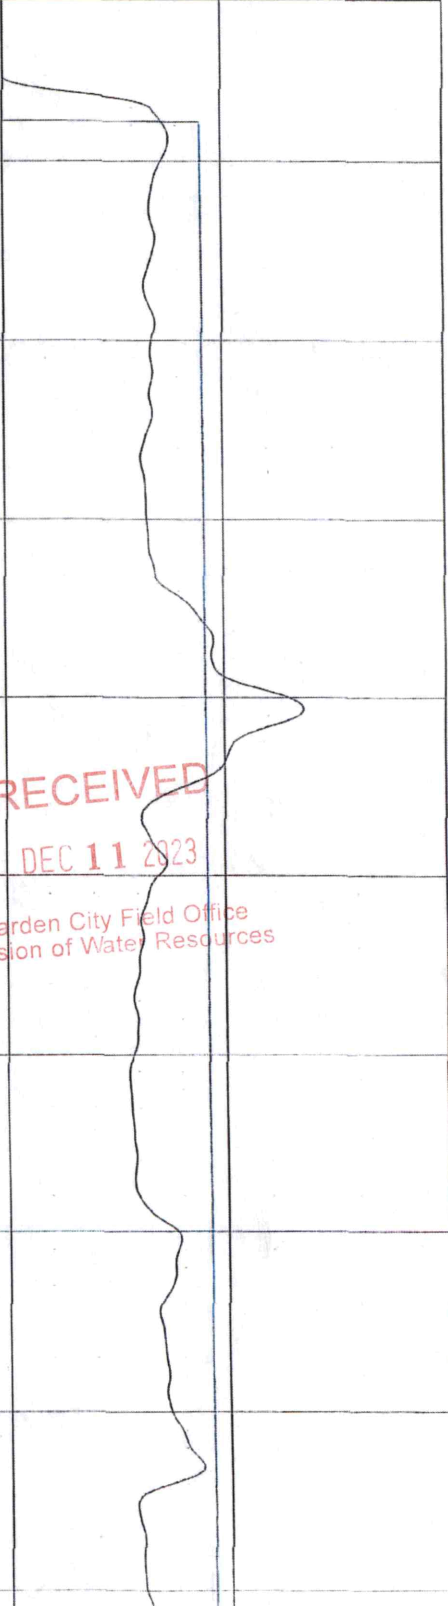 RECEIVED
DEC 11 2023
arden City Field Office
sion of Water Resources